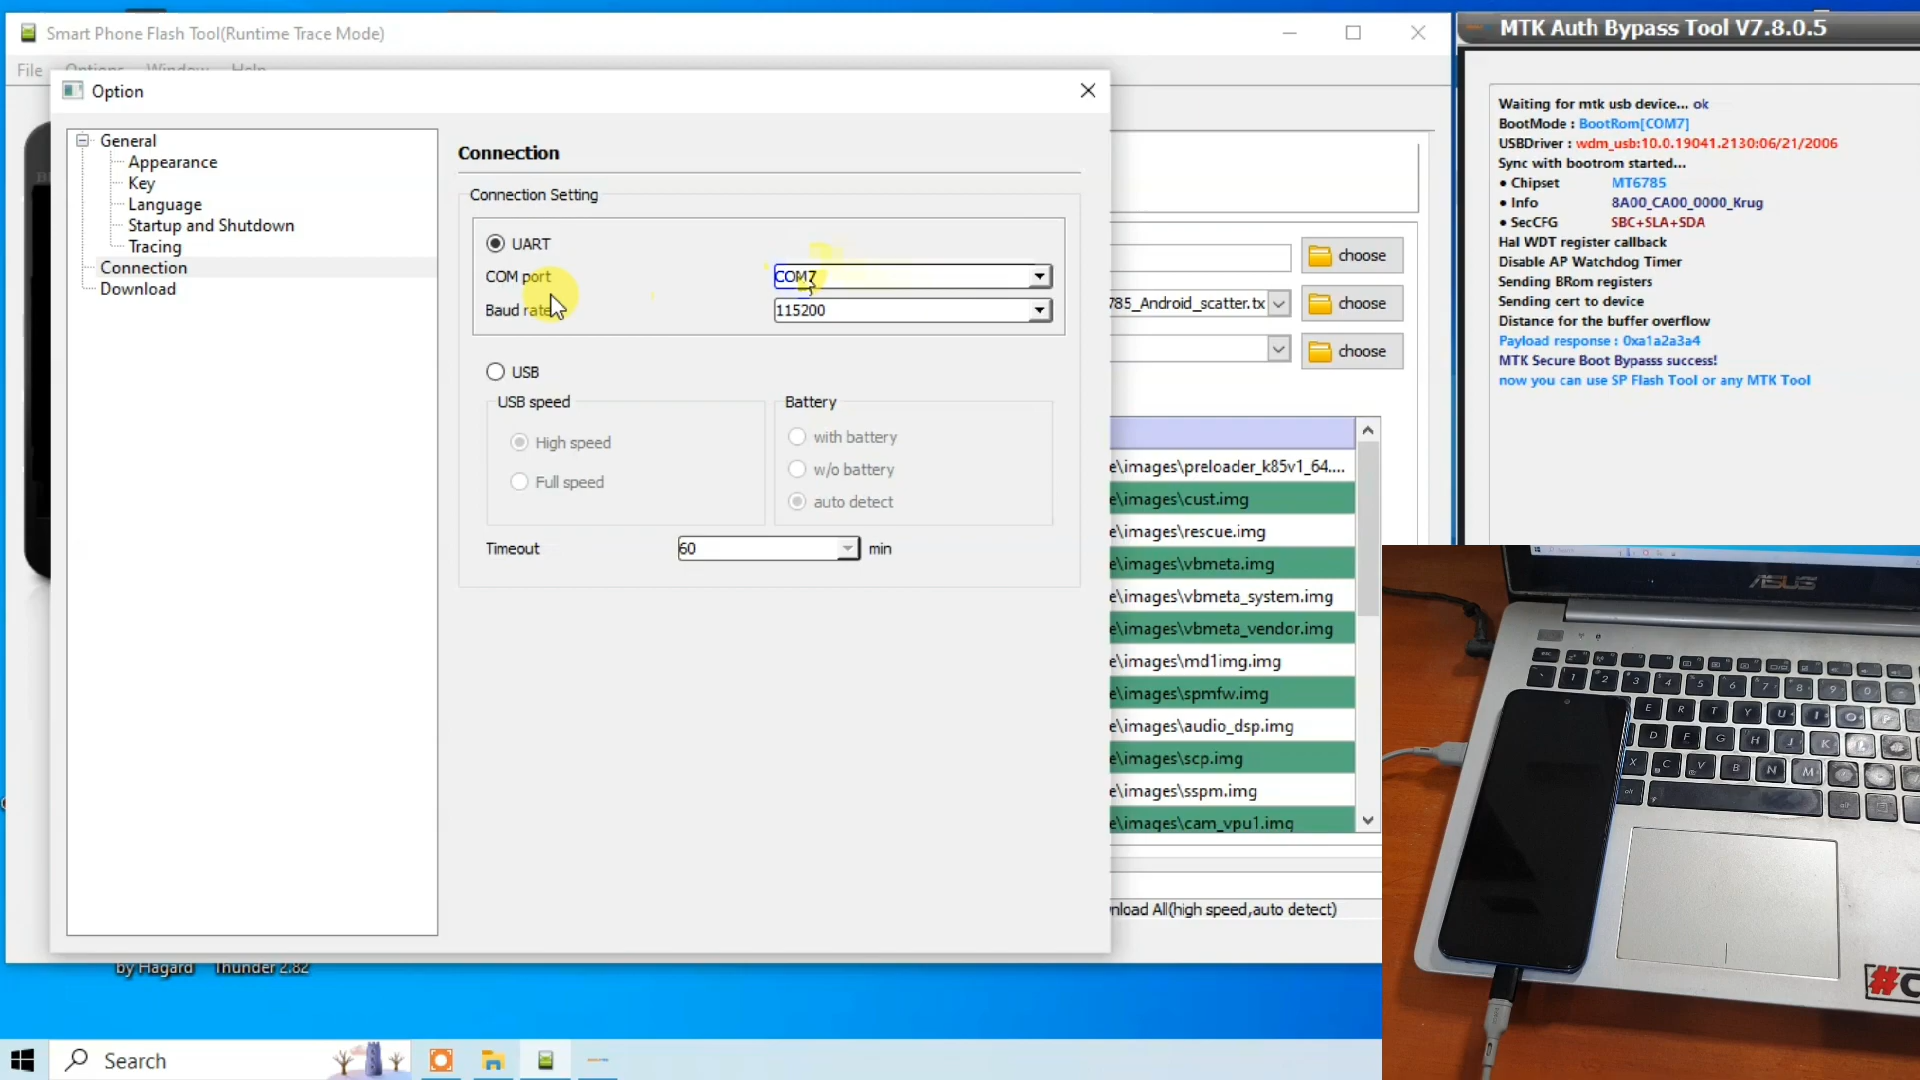 Smart Phone Flash Tool(Runtime Trace Mode)
File Options Window Help
Option
General
Appearance
Key
Language
Startup and Shutdown
Tracing
Connection
Download
Connection
Connection Setting
UART
COM port
COM7
Baud rate
115200
USB
USB speed
High speed
Full speed
Battery
with battery
w/o battery
auto detect
Timeout
60
min
choose
785_Android_scatter.tx
choose
choose
e\images\preloader_k85v1_64....
e\images\cust.img
e\images\rescue.img
e\images\vbmeta.img
e\images\vbmeta_system.img
e\images\vbmeta_vendor.img
e\images\md1img.img
e\images\spmfw.img
e\images\audio_dsp.img
e\images\scp.img
e\images\sspm.img
e\images\cam_vpu1.img
nload All(high speed,auto detect)
MTK Auth Bypass Tool V7.8.0.5
Waiting for mtk usb device... ok
BootMode : BootRom[COM7]
USBDriver : wdm_usb:10.0.19041.2130:06/21/2006
Sync with bootrom started...
• Chipset MT6785
• Info 8A00_CA00_0000_Krug
• SecCFG SBC+SLA+SDA
Hal WDT register callback
Disable AP Watchdog Timer
Sending BRom registers
Sending cert to device
Distance for the buffer overflow
Payload response : 0xa1a2a3a4
MTK Secure Boot Bypasss success!
now you can use SP Flash Tool or any MTK Tool
ASUS
#C
by Hagard Thunder 2.82
Search